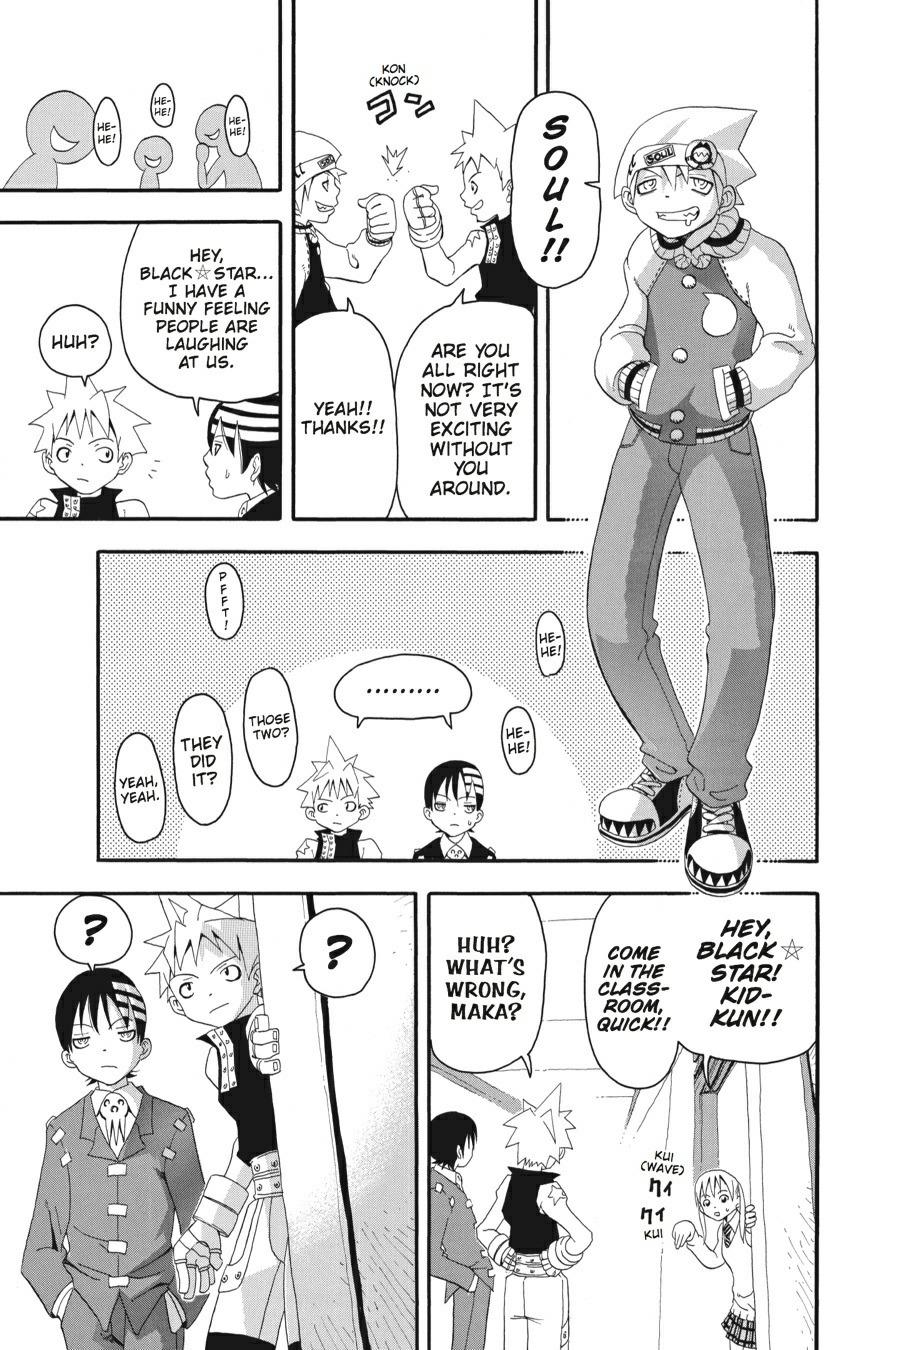 SOUL!!
SOUL
KON
(KNOCK)
コンッ
SOUL
ARE YOU
ALL RIGHT
NOW? IT'S
NOT VERY
EXCITING
WITHOUT
YOU
AROUND.
YEAH!!
THANKS!!
HE-
HE!
HE-
HE!
HE-
HE!
HEY,
BLACK☆STAR...
I HAVE A
FUNNY FEELING
PEOPLE ARE
LAUGHING
AT US.
HUH?
HE-
HE!
HE-
HE!
.........
PFFT!
THOSE
TWO?
THEY
DID
IT?
YEAH,
YEAH.
HEY,
BLACK☆
STAR!
KID-
KUN!!
COME
IN THE
CLASS-
ROOM,
QUICK!!
KUI
(WAVE)
クイ
クイ
KUI
HUH?
WHAT'S
WRONG,
MAKA?
?
?